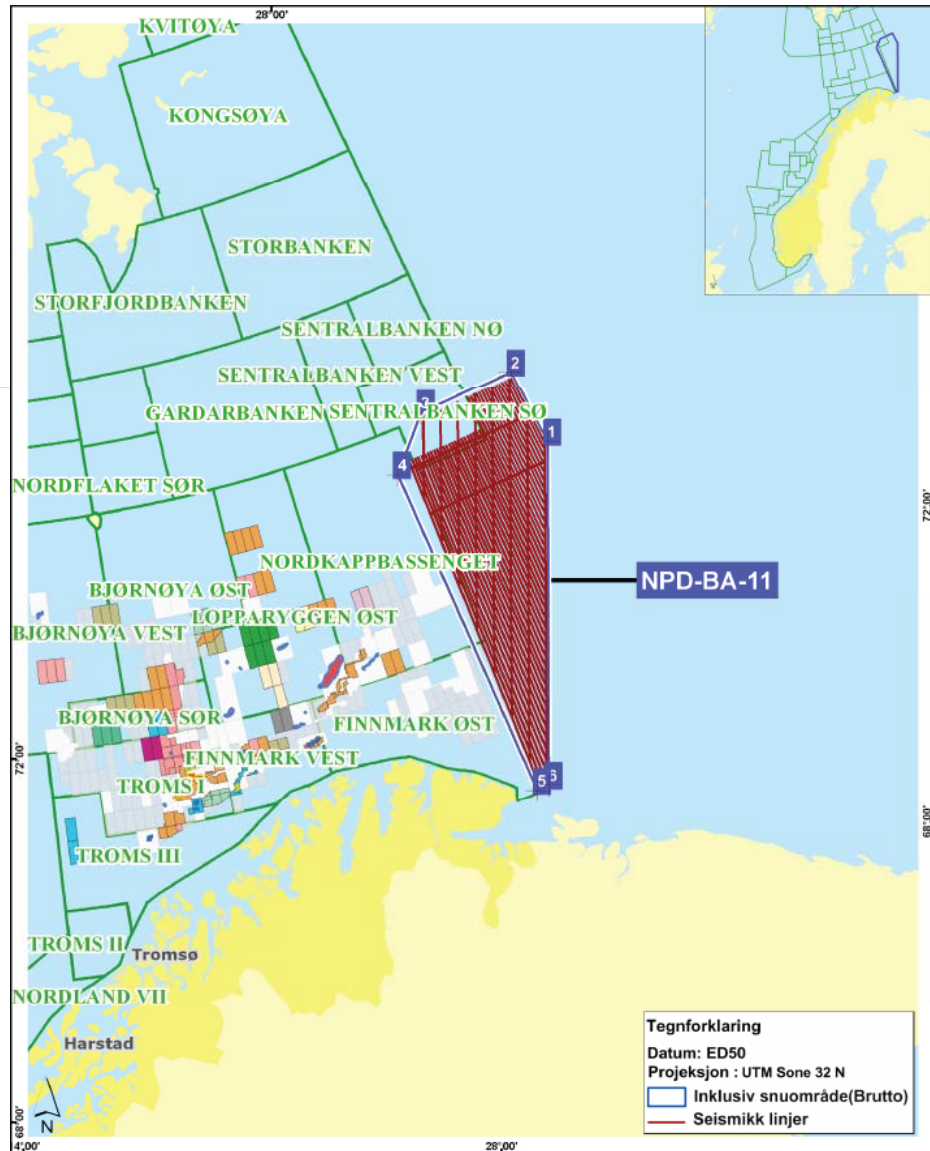 28°00'
KVITØYA
KONGSØYA
STORBANKEN
STORFJORDBANKEN
SENTRALBANKEN NØ
SENTRALBANKEN VEST
GARDARBANKEN
SENTRALBANKEN SØ
2
3
1
4
NORDFLAKET SØR
72°00'
NORDKAPPBASSENGET
NPD-BA-11
BJØRNØYA ØST
LOPPARYGGEN ØST
BJØRNØYA VEST
BJØRNØYA SØR
FINNMARK ØST
FINNMARK VEST
72°00'
TROMS I
5
6
68°00'
TROMS III
TROMS II
Tromsø
NORDLAND VII
Harstad
N
68°00'
4°00'
28°00'
Tegnforklaring
Datum: ED50
Projeksjon : UTM Sone 32 N
Inklusiv snuområde(Brutto)
Seismikk linjer